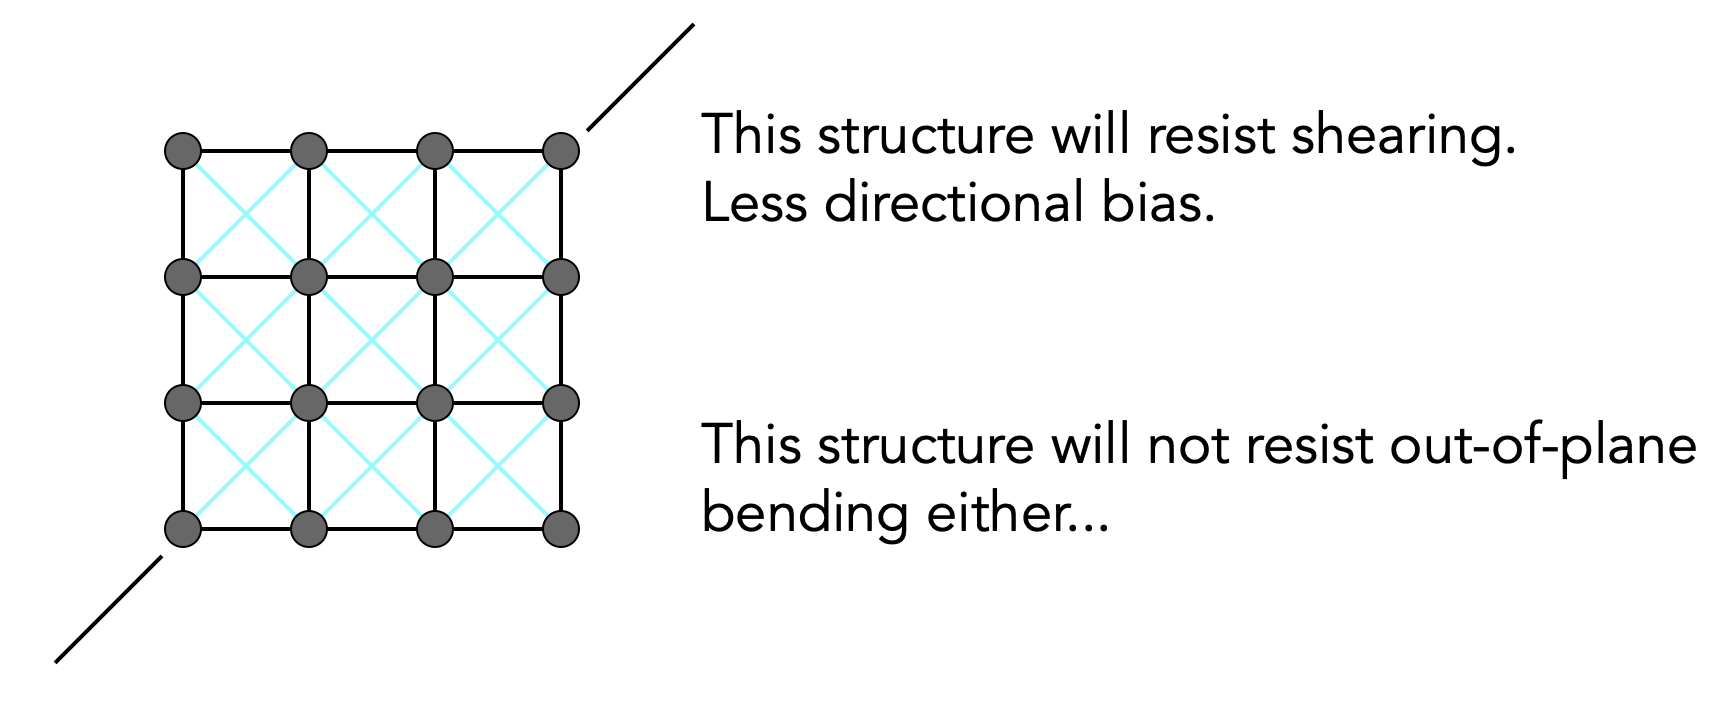 This structure will resist shearing.
Less directional bias.
This structure will not resist out-of-plane
bending either...